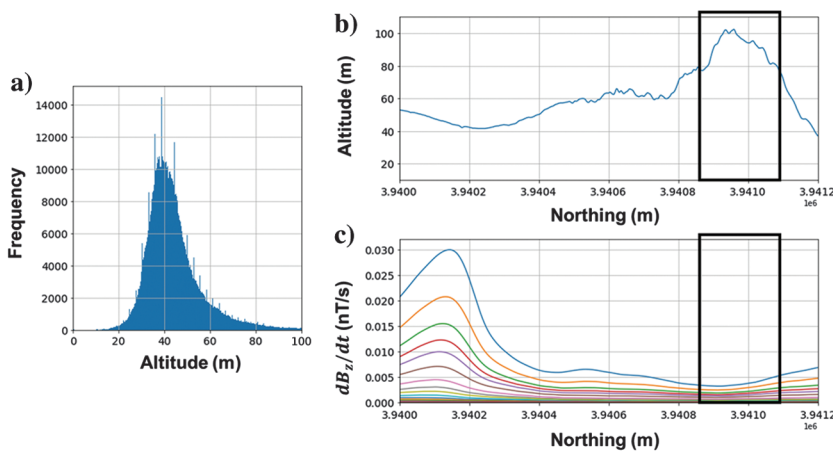 a)
Frequency
14000
12000
10000
8000
6000
4000
2000
0
0 20 40 60 80 100
Altitude (m)
b)
Altitude (m)
100
80
60
40
20
3.9400 3.9402 3.9404 3.9406 3.9408 3.9410 3.9412
1e6
Northing (m)
c)
dBz/dt (nT/s)
0.030
0.025
0.020
0.015
0.010
0.005
0.000
3.9400 3.9402 3.9404 3.9406 3.9408 3.9410 3.9412
1e6
Northing (m)